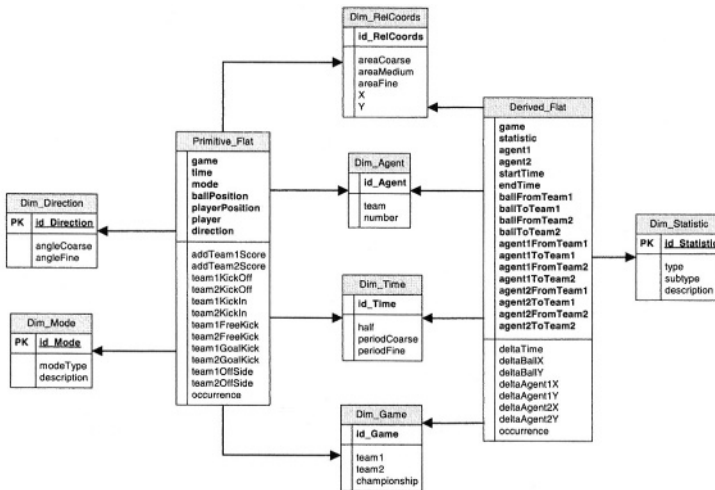 Dim_RelCoords
id_RelCoords
areaCoarse
areaMedium
areaFine
X
Y
Primitive_Flat
game
time
mode
ballPosition
playerPosition
player
direction
addTeam1Score
addTeam2Score
team1KickOff
team2KickOff
team1KickIn
team2KickIn
team1FreeKick
team2FreeKick
team1GoalKick
team2GoalKick
team1OffSide
team2OffSide
occurrence
Derived_Flat
game
statistic
agent1
agent2
startTime
endTime
ballFromTeam1
ballToTeam1
ballFromTeam2
ballToTeam2
agent1FromTeam1
agent1ToTeam1
agent1FromTeam2
agent1ToTeam2
agent2FromTeam1
agent2ToTeam1
agent2FromTeam2
agent2ToTeam2
deltaTime
deltaBallX
deltaBallY
deltaAgent1X
deltaAgent1Y
deltaAgent2X
deltaAgent2Y
occurrence
Dim_Agent
id_Agent
team
number
Dim_Direction
PK id_Direction
angleCoarse
angleFine
Dim_Statistic
PK id_Statistic
type
subtype
description
Dim_Time
id_Time
half
periodCoarse
periodFine
Dim_Mode
PK id_Mode
modeType
description
Dim_Game
id_Game
team1
team2
championship